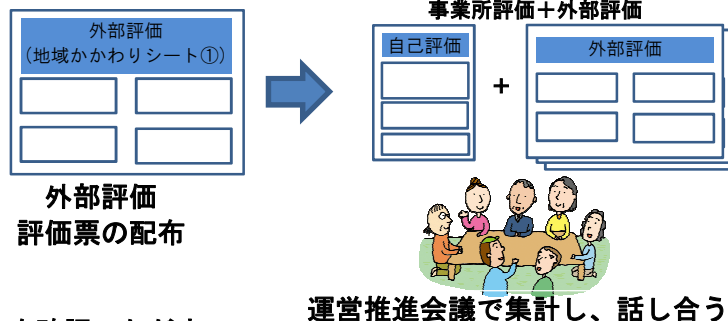 外部評価
(地域かかわりシート①)
外部評価
評価票の配布
事業所評価＋外部評価
自己評価
+
外部評価
運営推進会議で集計し、話し合う